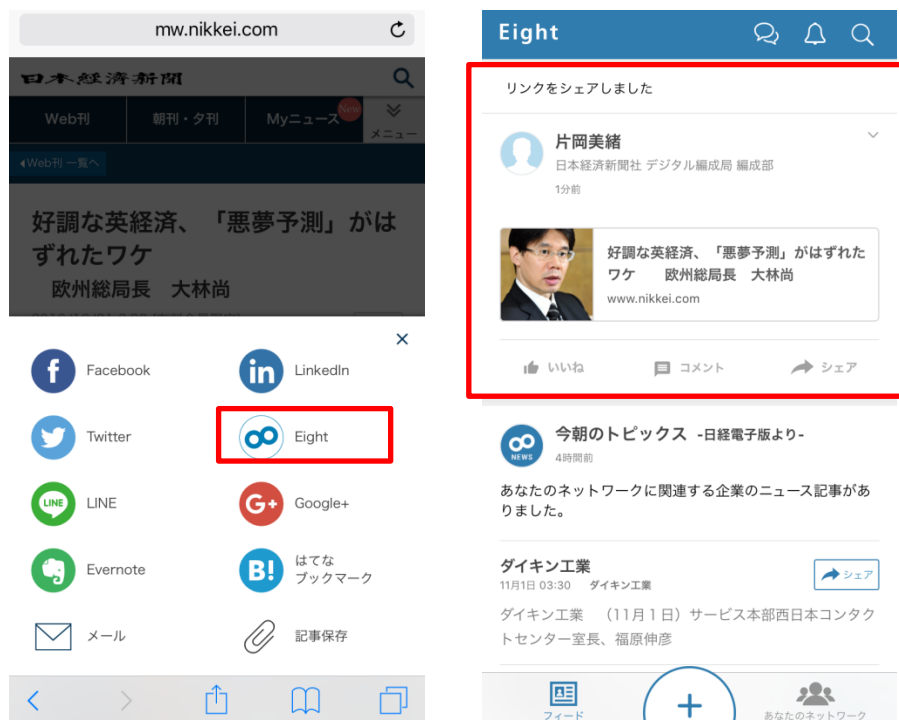 mw.nikkei.com
日本経済新聞
Web刊
朝刊・夕刊
Myニュース
New
メニュー
Web刊 一覧へ
好調な英経済、「悪夢予測」がは
ずれたワケ
欧州総局長 大林尚
Facebook
LinkedIn
Twitter
Eight
LINE
LINE
Google+
Evernote
はてな
ブックマーク
メール
記事保存
Eight
リンクをシェアしました
片岡美緒
日本経済新聞社 デジタル編成局 編成部
1分前
好調な英経済、「悪夢予測」がはずれた
ワケ 欧州総局長 大林尚
www.nikkei.com
いいね
コメント
シェア
NEWS
今朝のトピックス -日経電子版より-
4時間前
あなたのネットワークに関連する企業のニュース記事があ
りました。
ダイキン工業
11月1日 03:30 ダイキン工業
シェア
ダイキン工業 (11月1日)サービス本部西日本コンタク
トセンター室長、福原伸彦
フィード
あなたのネットワーク